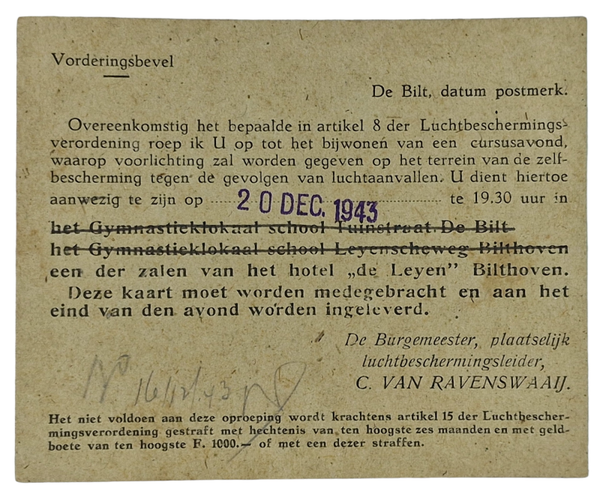 Vorderingsbevel
De Bilt, datum postmerk.
Overeenkomstig het bepaalde in artikel 8 der Luchtbeschermings-
verordening roep ik U op tot het bijwonen van een cursusavond,
waarop voorlichting zal worden gegeven op het terrein van de zelf-
bescherming tegen de gevolgen van luchtaanvallen. U dient hiertoe
aanwezig te zijn op 20 DEC. 1943 te 19.30 uur in
het Gymnastieklokaal school Tuinstraat De Bilt
het Gymnastieklokaal school Leyenscheweg Bilthoven
een der zalen van het hotel „de Leyen” Bilthoven.
Deze kaart moet worden medegebracht en aan het
eind van den avond worden ingeleverd.
De Burgemeester, plaatselijk
luchtbeschermingsleider,
C. VAN RAVENSWAAIJ.
16/12/43
Het niet voldoen aan deze oproeping wordt krachtens artikel 15 der Luchtbescher-
mingsverordening gestraft met hechtenis van ten hoogste zes maanden en met geld-
boete van ten hoogste F. 1000.— of met een dezer straffen.